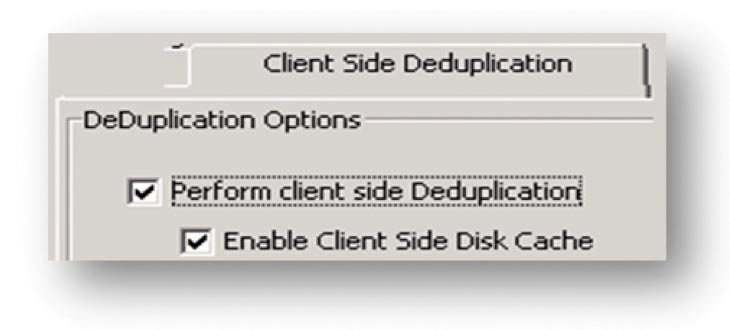 Client Side Deduplication
DeDuplication Options
Perform client side Deduplication
Enable Client Side Disk Cache